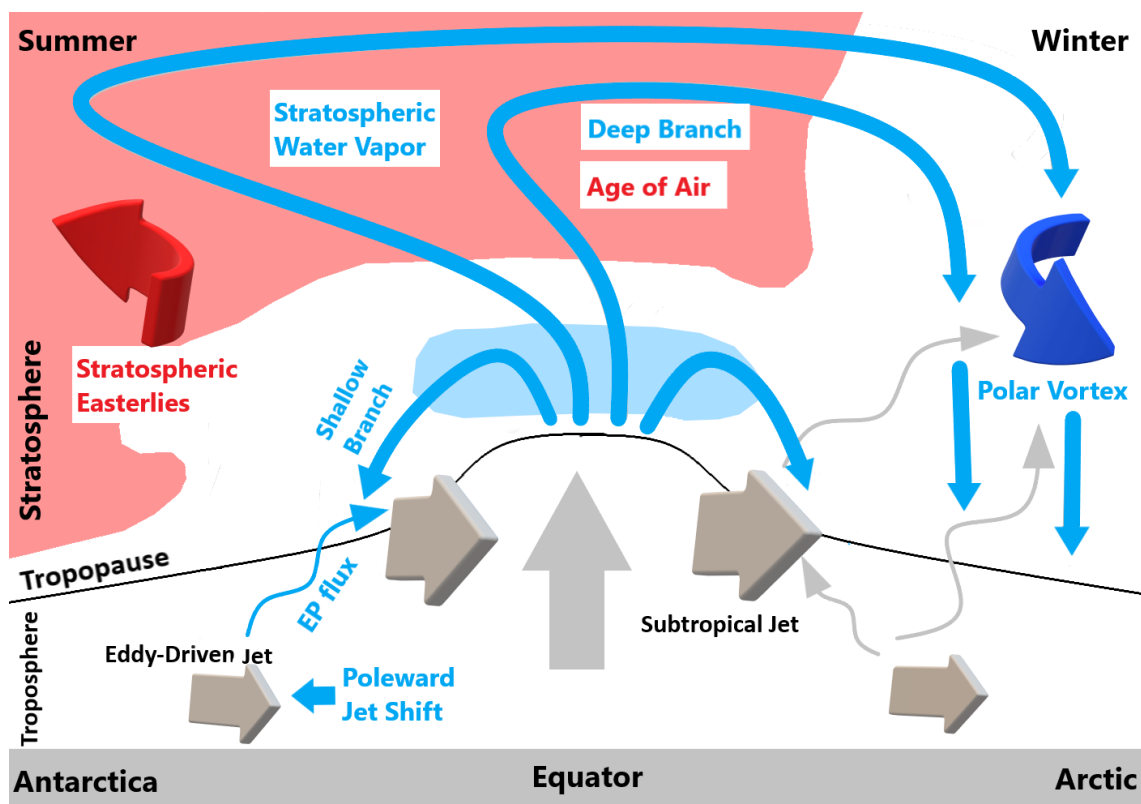 Summer
Winter
Stratospheric
Water Vapor
Deep Branch
Age of Air
Stratospheric
Easterlies
Stratosphere
Shallow
Branch
Polar Vortex
Tropopause
EP flux
Troposphere
Eddy-Driven Jet
Subtropical Jet
Poleward
Jet Shift
Antarctica
Equator
Arctic